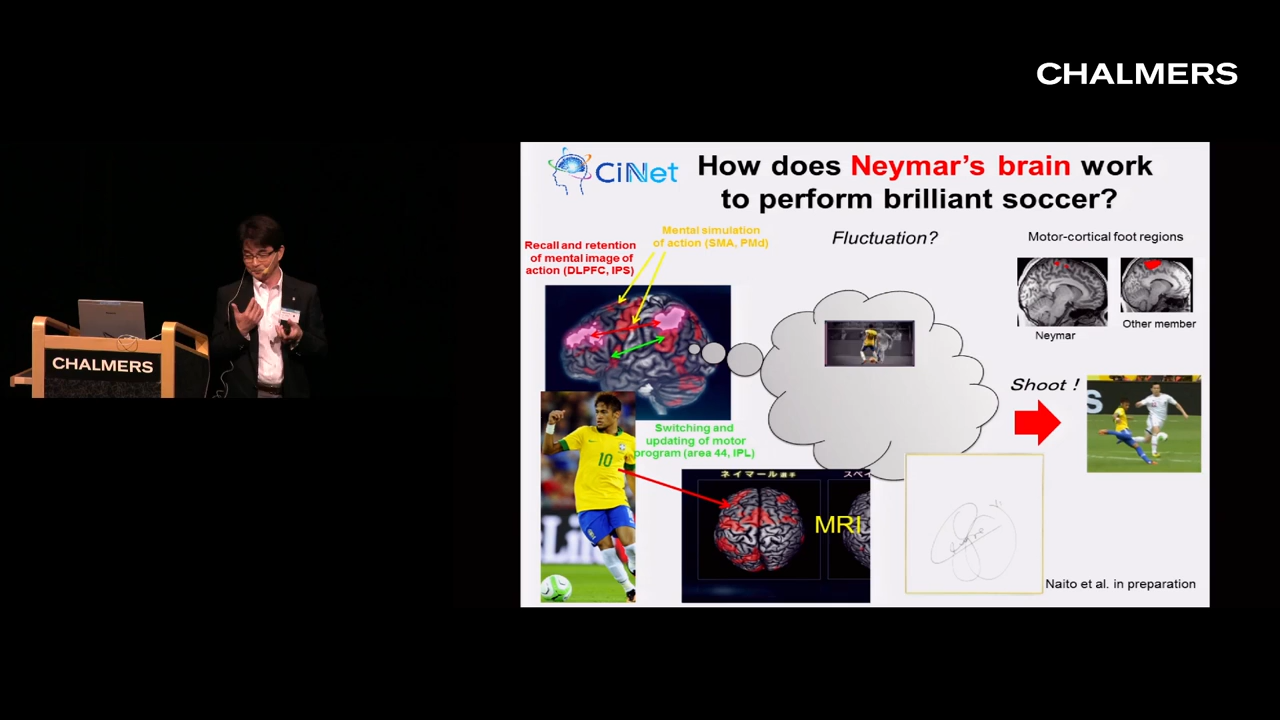 CHALMERS
CHALMERS
CiNet
How does Neymar's brain work
to perform brilliant soccer?
Mental simulation
of action (SMA, PMd)
Recall and retention
of mental image of
action (DLPFC, IPS)
Fluctuation?
Motor-cortical foot regions
Neymar
Other member
Shoot !
S
10
Switching and
updating of motor
program (area 44, IPL)
ネイマール選手
スペイ
MRI
Naito et al. in preparation